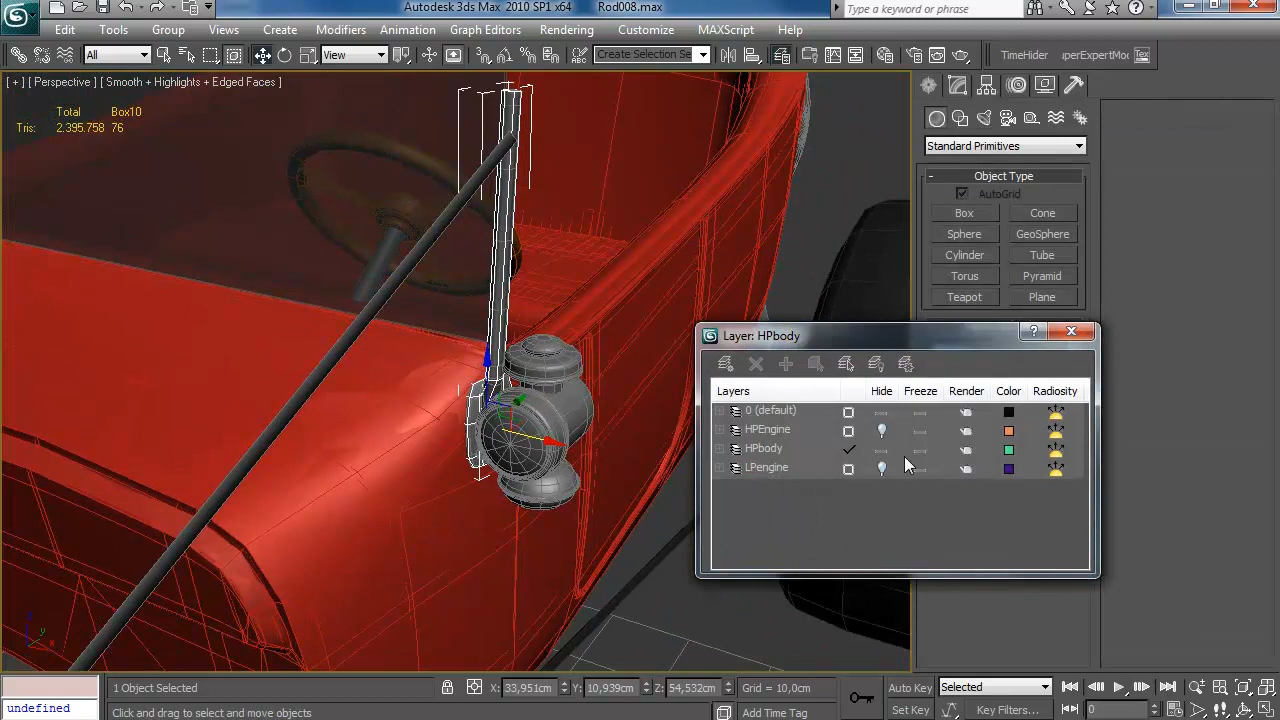 Autodesk 3ds Max 2010 SP1 x64 Rod008.max
Type a keyword or phrase
Edit Tools Group Views Create Modifiers Animation Graph Editors Rendering Customize MAXScript Help
All View Create Selection Se TimeHider Tex
[ + ] [ Perspective ] [ Smooth + Highlights + Edged Faces ]
Total Box10
Tris: 2.395.758 76
Standard Primitives
- Object Type
AutoGrid
Box Cone
Sphere GeoSphere
Cylinder Tube
Torus Pyramid
Teapot Plane
Layer: HPbody
?
Layers Hide Freeze Render Color Radiosity
0 (default)
HPEngine
HPbody
LPengine
1 Object Selected X: 33,951cm Y: 10,939cm Z: 54,532cm Grid = 10,0cm Auto Key Selected
undefined Click and drag to select and move objects Add Time Tag Set Key Key Filters... 0